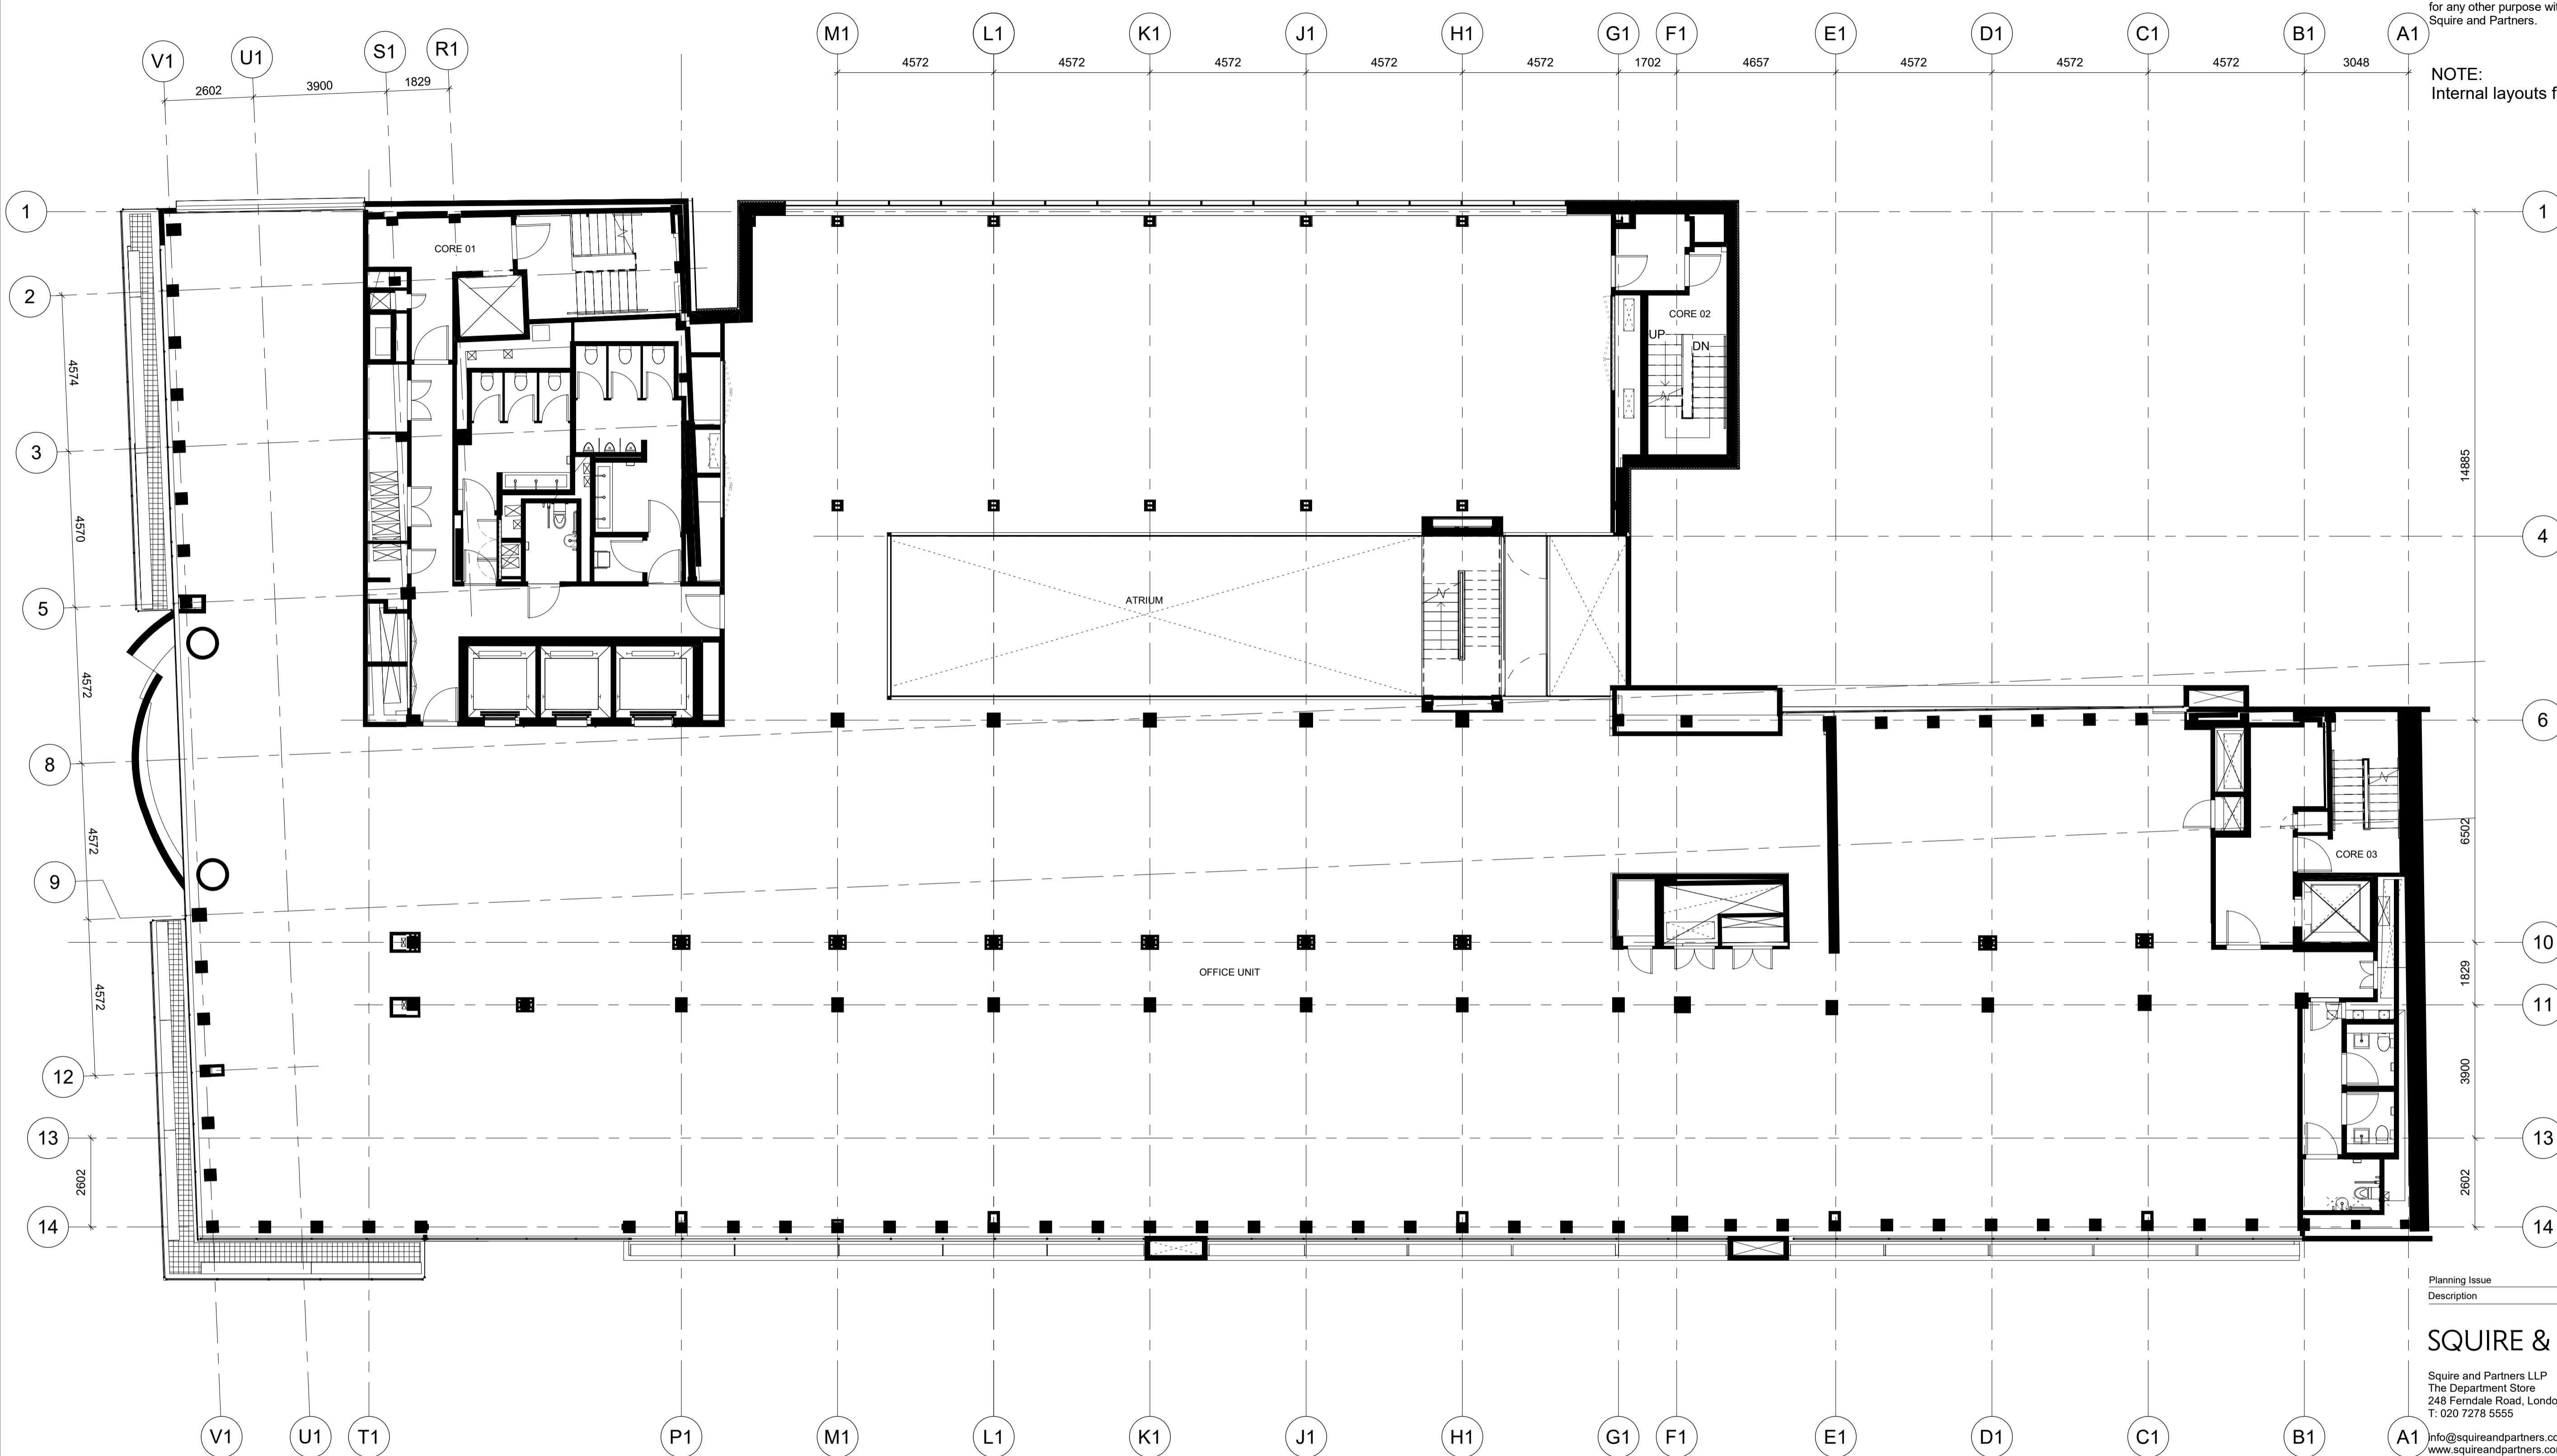 for any other purpose wi
Squire and Partners.
NOTE:
Internal layouts f
V1 U1 S1 R1 M1 L1 K1 J1 H1 G1 F1 E1 D1 C1 B1 A1
2602 3900 1829 4572 4572 4572 4572 4572 1702 4657 4572 4572 4572 3048
1 1
CORE 01
2
CORE 02
UP
DN
4574
3
14885
4570
4
ATRIUM
5
4572
6
8
4572
6502
CORE 03
9
10
OFFICE UNIT
4572
1829
11
12
3900
13 13
2602 2602
14 14
Planning Issue
Description
SQUIRE &
Squire and Partners LLP
The Department Store
248 Ferndale Road, Londo
T: 020 7278 5555
info@squireandpartners.co
www.squireandpartners.com
V1 U1 T1 P1 M1 L1 K1 J1 H1 G1 F1 E1 D1 C1 B1 A1